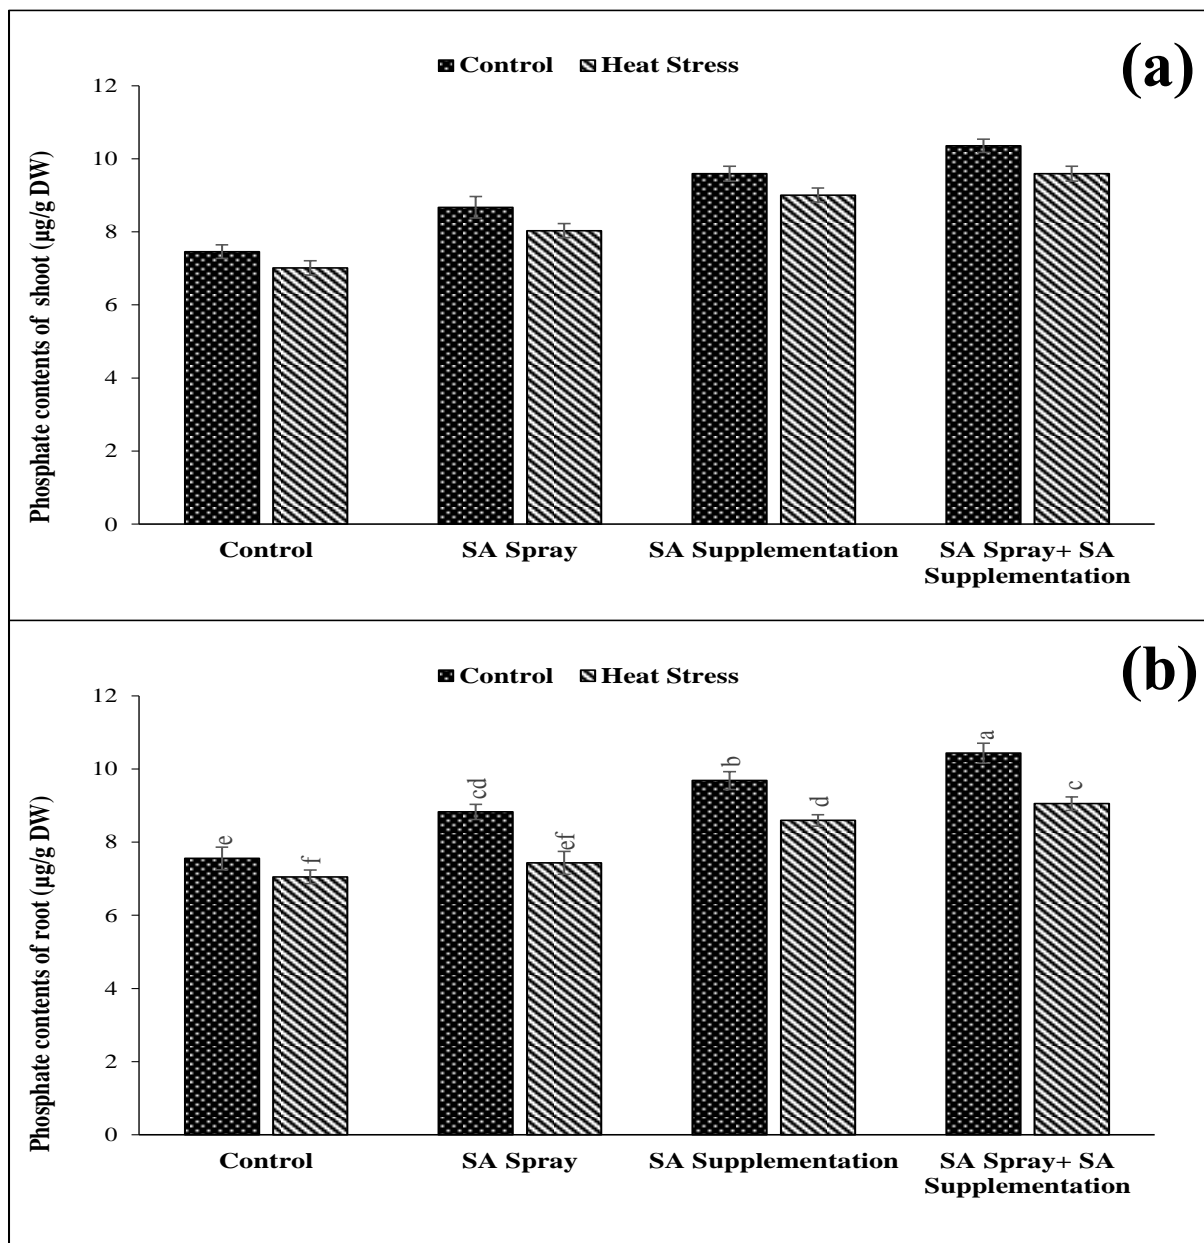 (a)
Control Heat Stress
Phosphate contents of shoot (µg/g DW)
12
10
8
6
4
2
0
Control
SA Spray
SA Supplementation
SA Spray+ SA
Supplementation
(b)
Control Heat Stress
Phosphate contents of root (µg/g DW)
12
10
8
6
4
2
0
e
f
cd
ef
b
d
a
c
Control
SA Spray
SA Supplementation
SA Spray+ SA
Supplementation